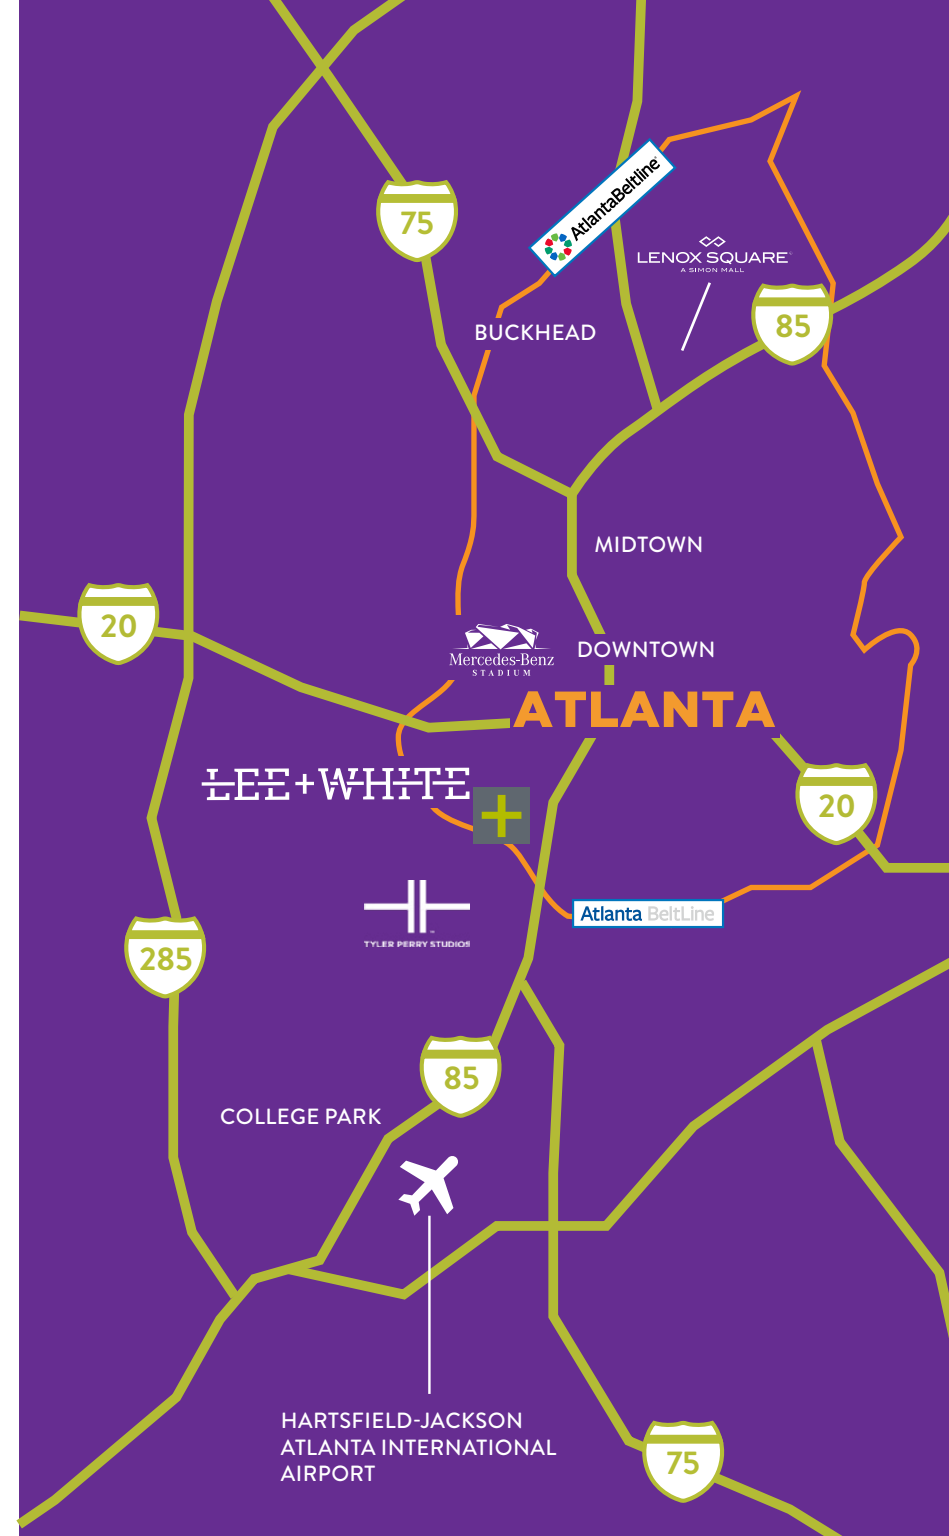 AtlantaBeltline
75
LENOX SQUARE
A SIMON MALL
85
BUCKHEAD
MIDTOWN
20
Mercedes-Benz
STADIUM
DOWNTOWN
ATLANTA
LEE+WHITE
20
Atlanta BeltLine
TYLER PERRY STUDIOS
285
85
COLLEGE PARK
HARTSFIELD-JACKSON
ATLANTA INTERNATIONAL
AIRPORT
75